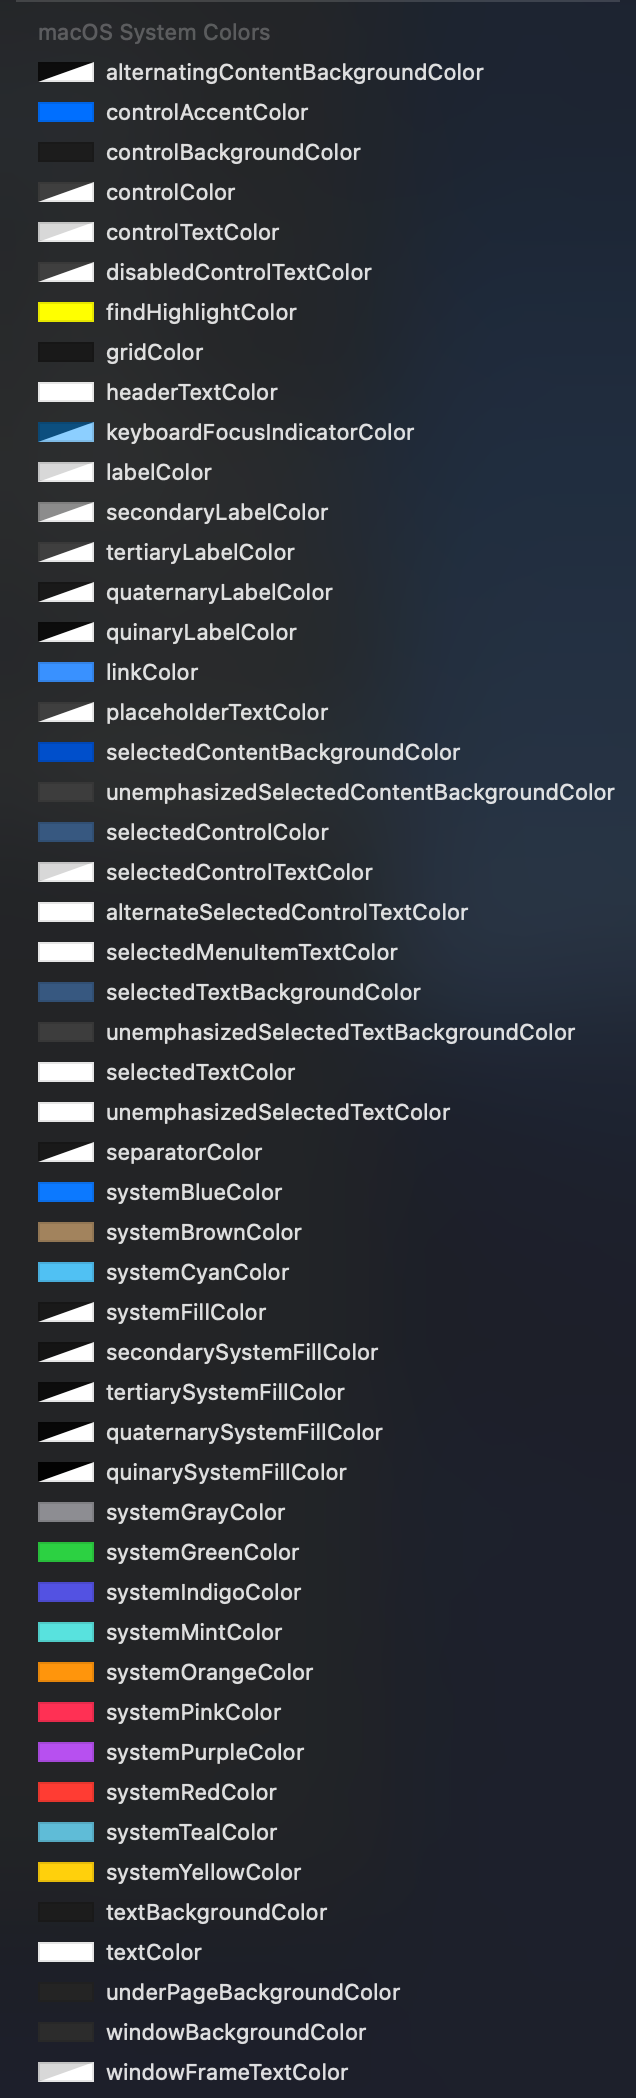 macOS System Colors
alternatingContentBackgroundColor
controlAccentColor
controlBackgroundColor
controlColor
controlTextColor
disabledControlTextColor
findHighlightColor
gridColor
headerTextColor
keyboardFocusIndicatorColor
labelColor
secondaryLabelColor
tertiaryLabelColor
quaternaryLabelColor
quinaryLabelColor
linkColor
placeholderTextColor
selectedContentBackgroundColor
unemphasizedSelectedContentBackgroundColor
selectedControlColor
selectedControlTextColor
alternateSelectedControlTextColor
selectedMenuItemTextColor
selectedTextBackgroundColor
unemphasizedSelectedTextBackgroundColor
selectedTextColor
unemphasizedSelectedTextColor
separatorColor
systemBlueColor
systemBrownColor
systemCyanColor
systemFillColor
secondarySystemFillColor
tertiarySystemFillColor
quaternarySystemFillColor
quinarySystemFillColor
systemGrayColor
systemGreenColor
systemIndigoColor
systemMintColor
systemOrangeColor
systemPinkColor
systemPurpleColor
systemRedColor
systemTealColor
systemYellowColor
textBackgroundColor
textColor
underPageBackgroundColor
windowBackgroundColor
windowFrameTextColor